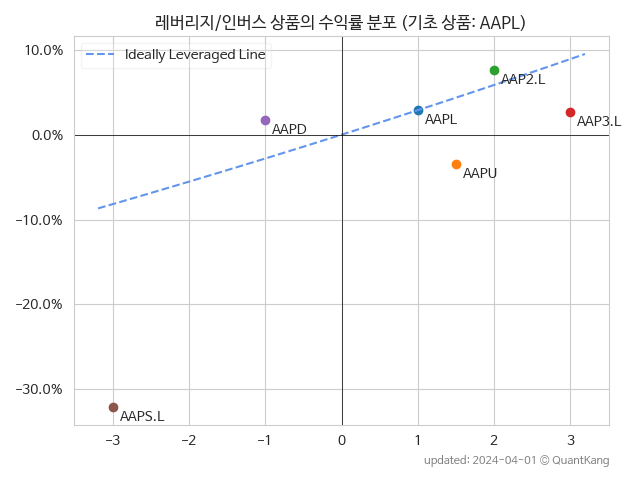 레버리지/인버스 상품의 수익률 분포 (기초 상품: AAPL)
10.0%
Ideally Leveraged Line
AAP2.L
AAPL
AAP3.L
AAPD
0.0%
AAPU
−10.0%
−20.0%
−30.0%
AAPS.L
−3 −2 −1 0 1 2 3
updated: 2024-04-01 © QuantKang